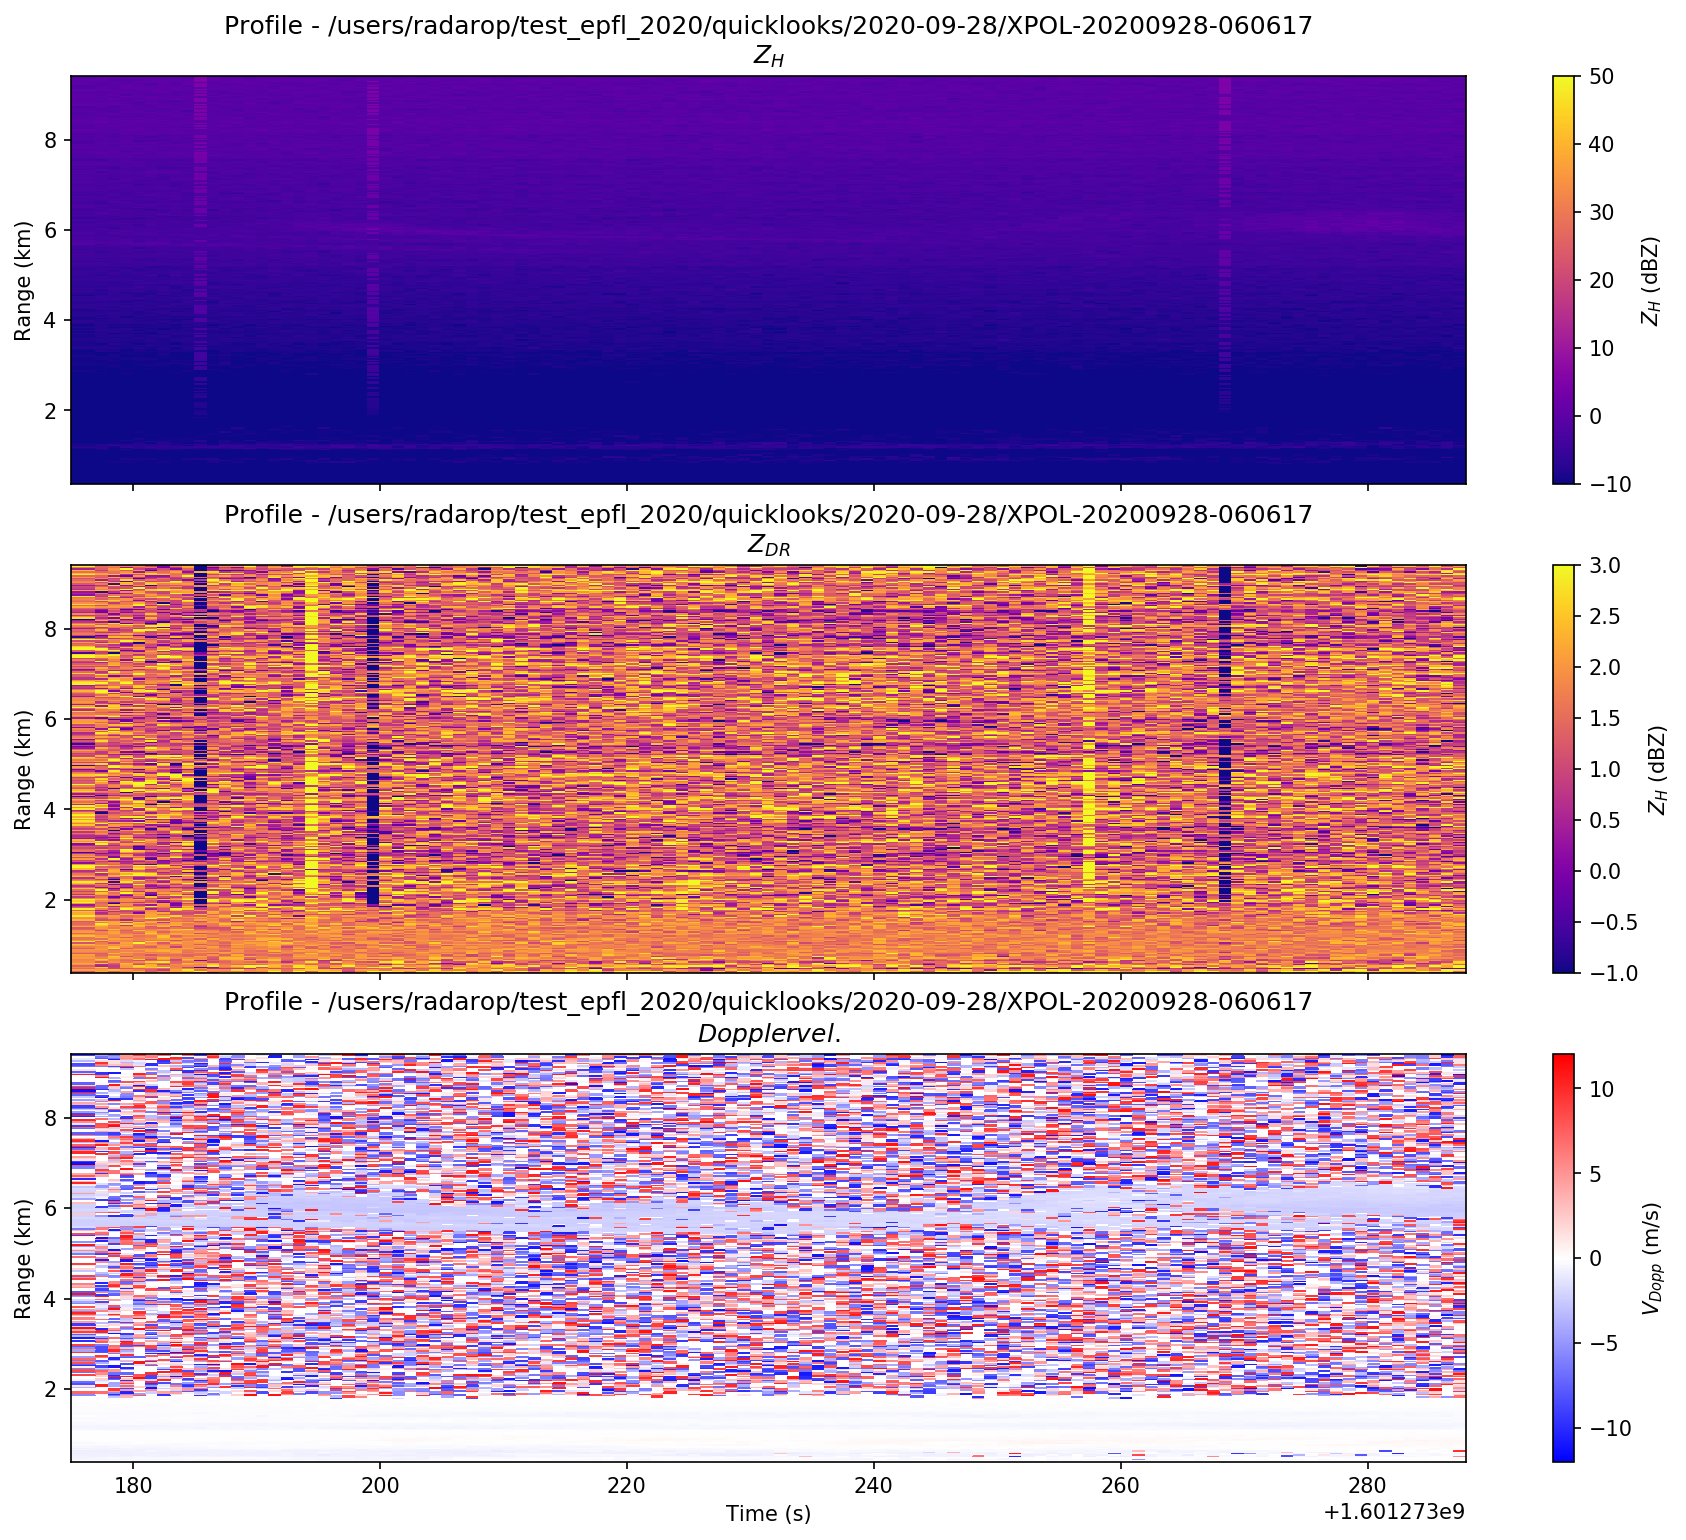 Profile - /users/radarop/test_epfl_2020/quicklooks/2020-09-28/XPOL-20200928-060617
Z_H
8
6
4
2
Range (km)
50
40
30
20
10
0
−10
Z_H (dBZ)
Profile - /users/radarop/test_epfl_2020/quicklooks/2020-09-28/XPOL-20200928-060617
Z_DR
8
6
4
2
Range (km)
3.0
2.5
2.0
1.5
1.0
0.5
0.0
−0.5
−1.0
Z_H (dBZ)
Profile - /users/radarop/test_epfl_2020/quicklooks/2020-09-28/XPOL-20200928-060617
Dopplervel.
8
6
4
2
Range (km)
10
5
0
−5
−10
V_Dopp (m/s)
180 200 220 240 260 280
Time (s)
+1.601273e9